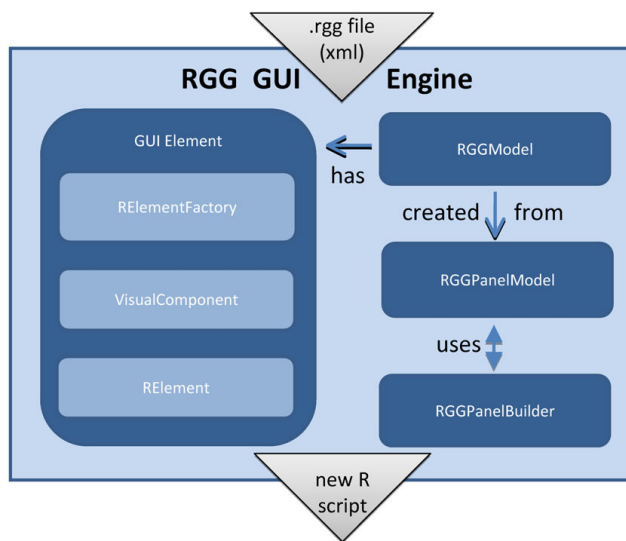 .rgg file
(xml)
RGG GUI Engine
GUI Element
RElementFactory
VisualComponent
RElement
has
RGGModel
created from
RGGPanelModel
uses
RGGPanelBuilder
new R
script